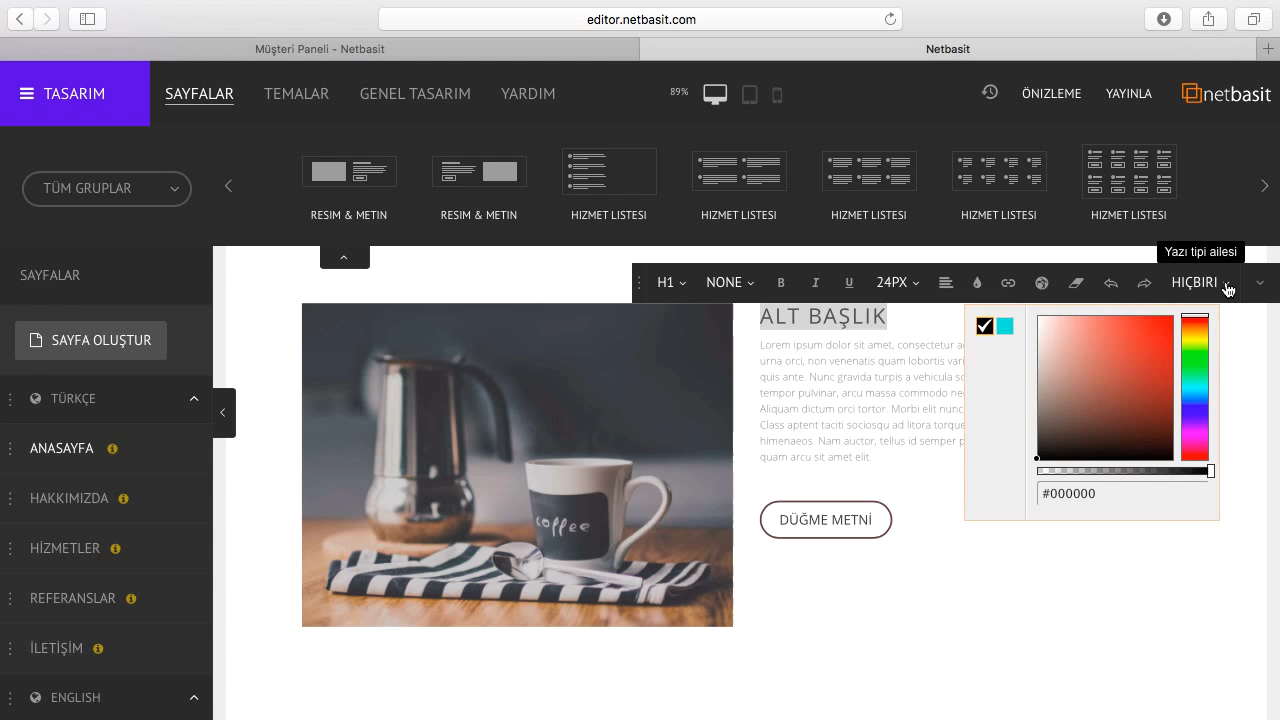 editor.netbasit.com
Müşteri Paneli - Netbasit
Netbasit
TASARIM
SAYFALAR
TEMALAR
GENEL TASARIM
YARDIM
89%
ÖNIZLEME
YAYINLA
netbasit
TÜM GRUPLAR
RESIM & METIN
RESIM & METIN
HIZMET LISTESI
HIZMET LISTESI
HIZMET LISTESI
HIZMET LISTESI
HIZMET LISTESI
Yazı tipi ailesi
SAYFALAR
H1
NONE
B
I
U
24PX
HIÇBIRI
SAYFA OLUŞTUR
TÜRKÇE
ANASAYFA
HAKKIMIZDA
HİZMETLER
REFERANSLAR
İLETİŞİM
ENGLISH
coffee
ALT BAŞLIK
Lorem ipsum dolor sit amet, consectetur a
urna orci, non venenatis quam lobortis vari
quis ante. Nunc gravida turpis a vehicula so
tempor pulvinar, arcu massa commodo ne
Aliquam dictum orci tortor. Morbi elit nunc
Class aptent taciti sociosqu ad litora torque
himenaeos. Nam auctor, tellus id semper p
quam arcu sit amet elit.
DÜĞME METNİ
#000000